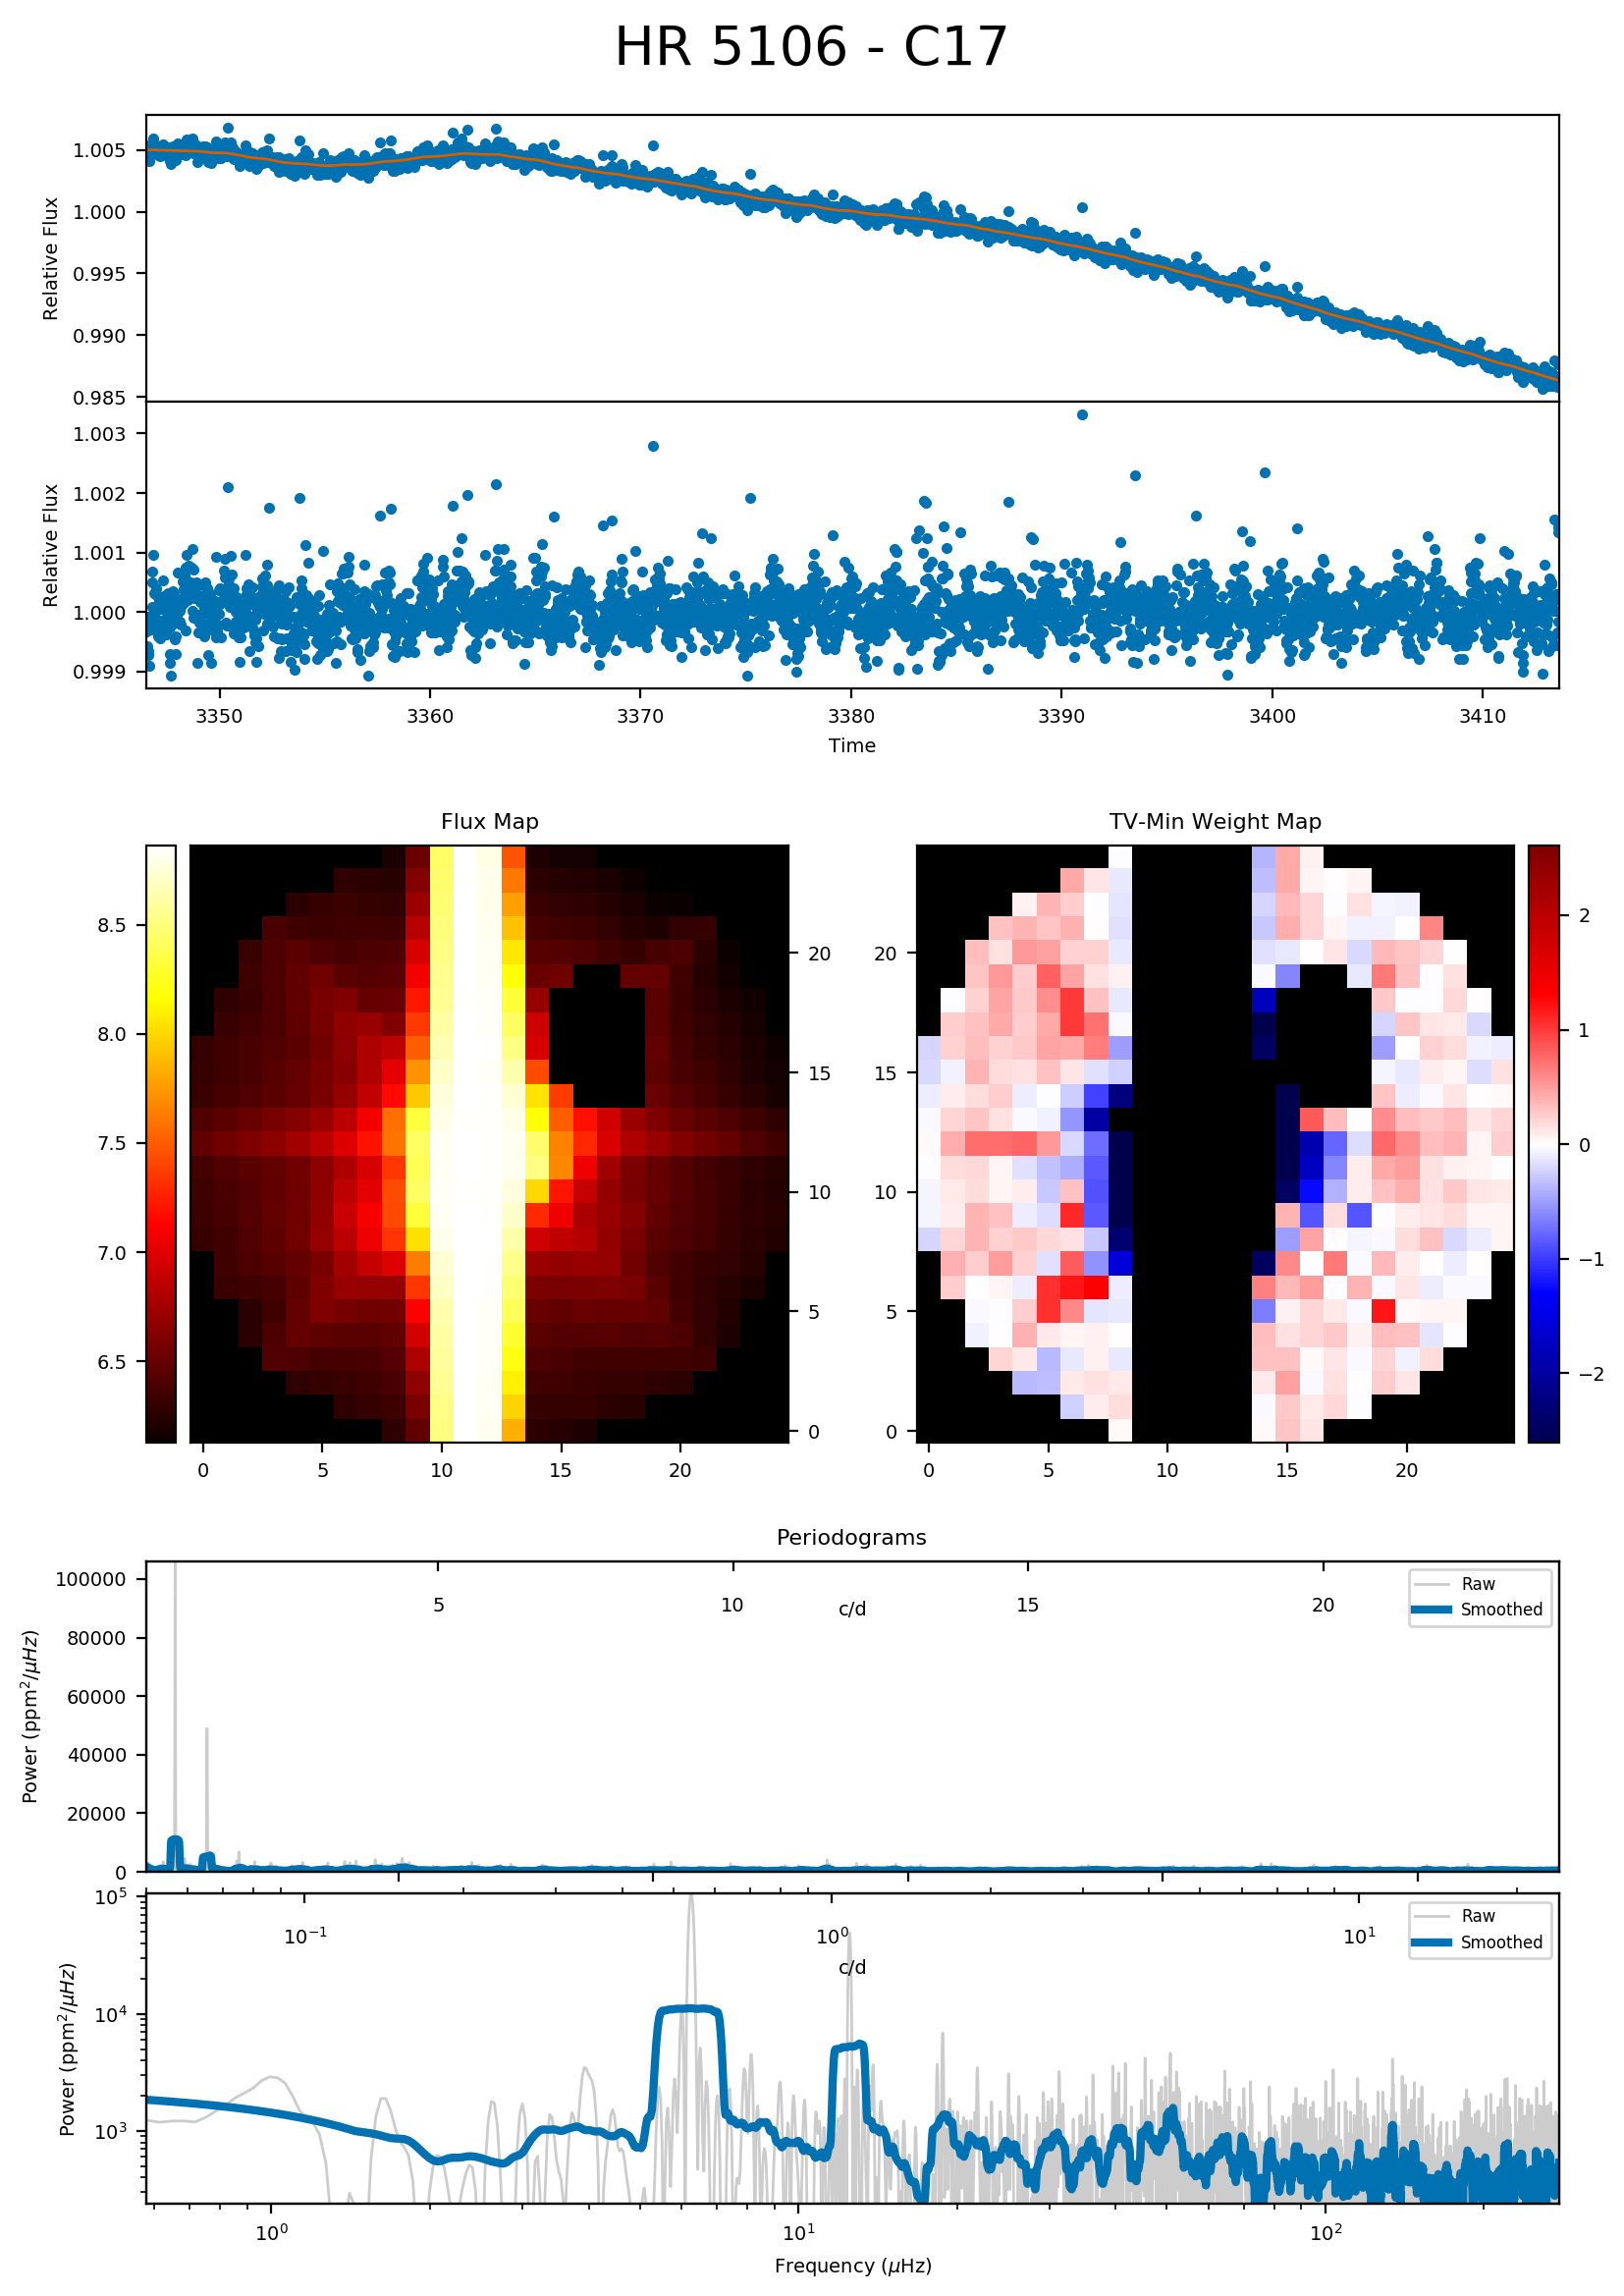 HR 5106 - C17
1.005
1.000
0.995
0.990
0.985
Relative Flux
1.003
1.002
1.001
1.000
0.999
Relative Flux
3350 3360 3370 3380 3390 3400 3410
Time
Flux Map
8.5
8.0
7.5
7.0
6.5
20
15
10
5
0
0 5 10 15 20
TV-Min Weight Map
20
15
10
5
0
0 5 10 15 20
2
1
0
−1
−2
Periodograms
100000
80000
60000
40000
20000
0
Power (ppm²/μHz)
5 10 15 20
c/d
Raw
Smoothed
10⁵
10⁴
10³
Power (ppm²/μHz)
10⁻¹ 10⁰ 10¹
c/d
Raw
Smoothed
10⁰ 10¹ 10²
Frequency (μHz)